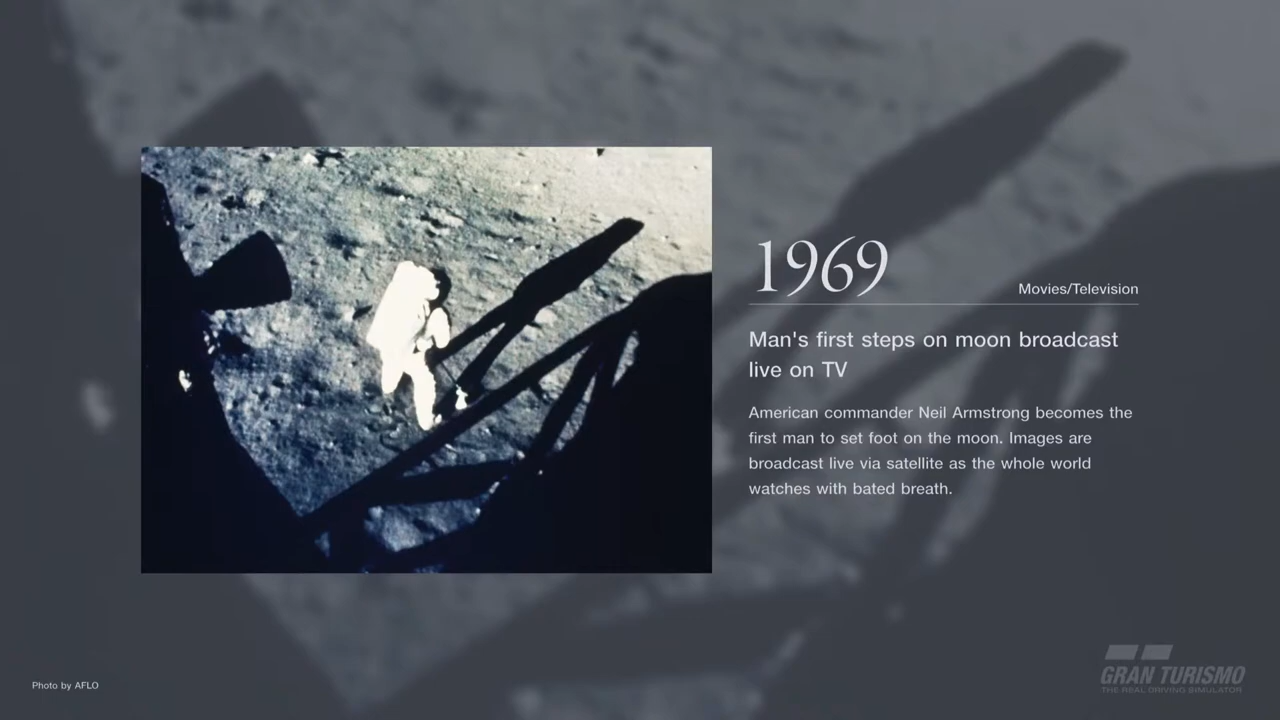 1969
Movies/Television
Man's first steps on moon broadcast
live on TV
American commander Neil Armstrong becomes the
first man to set foot on the moon. Images are
broadcast live via satellite as the whole world
watches with bated breath.
Photo by AFLO
GRAN TURISMO
THE REAL DRIVING SIMULATOR